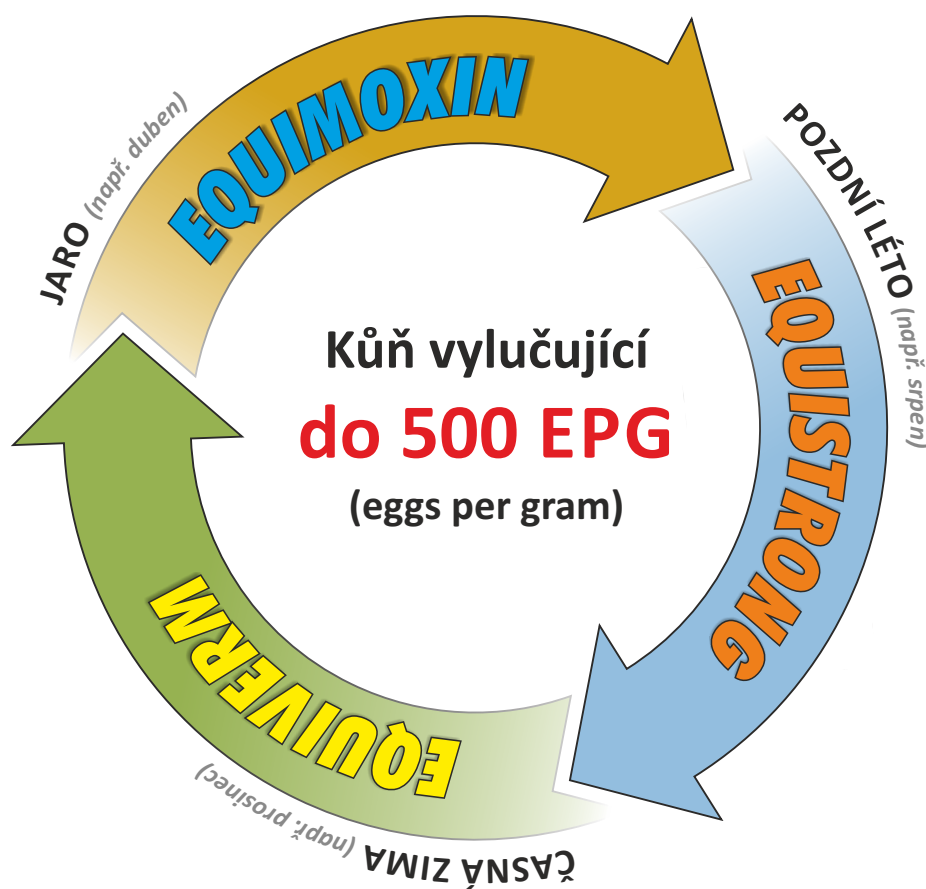 JARO (např. duben)
EQUIMOXIN
POZDNÍ LÉTO (např. srpen)
EQUISTRONG
Kůň vylučující
do 500 EPG
(eggs per gram)
EQUIVERM
ČASNÁ ZIMA (např. prosinec)